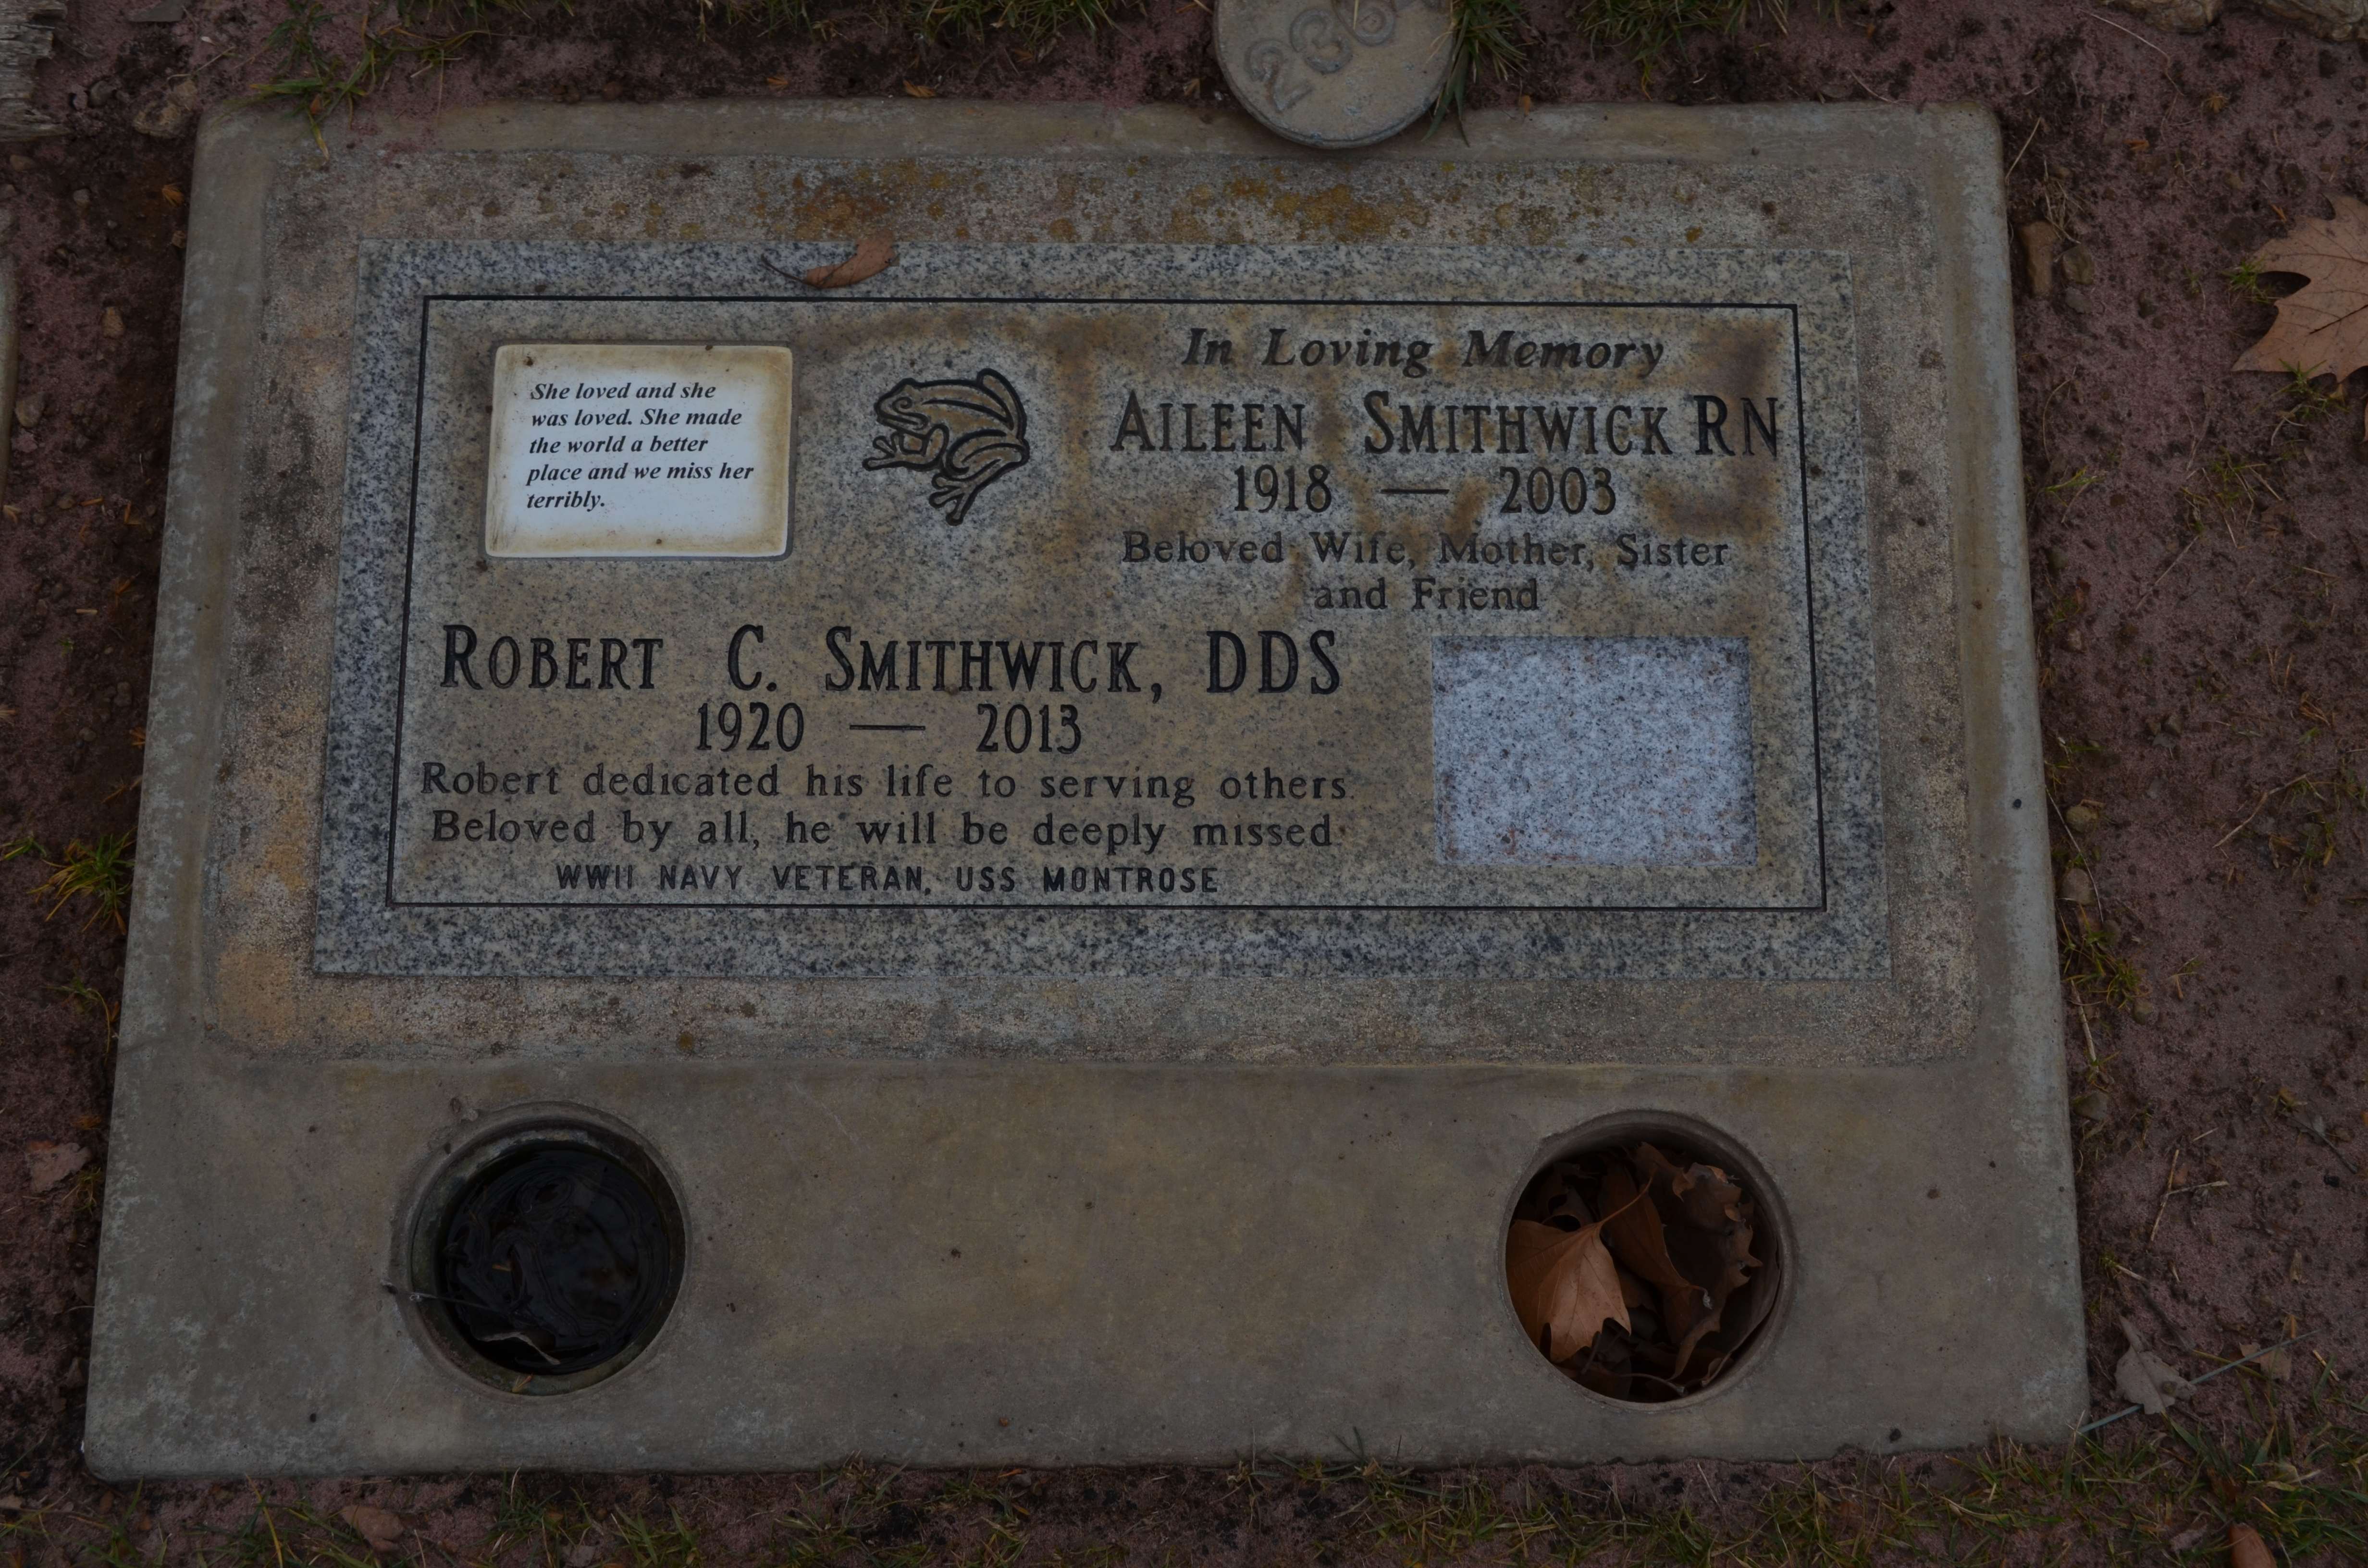 She loved and she
was loved. She made
the world a better
place and we miss her
terribly.
In Loving Memory
AILEEN SMITHWICK RN
1918 — 2003
Beloved Wife, Mother, Sister
and Friend
ROBERT C. SMITHWICK, DDS
1920 — 2013
Robert dedicated his life to serving others.
Beloved by all, he will be deeply missed.
WWII NAVY VETERAN, USS MONTROSE